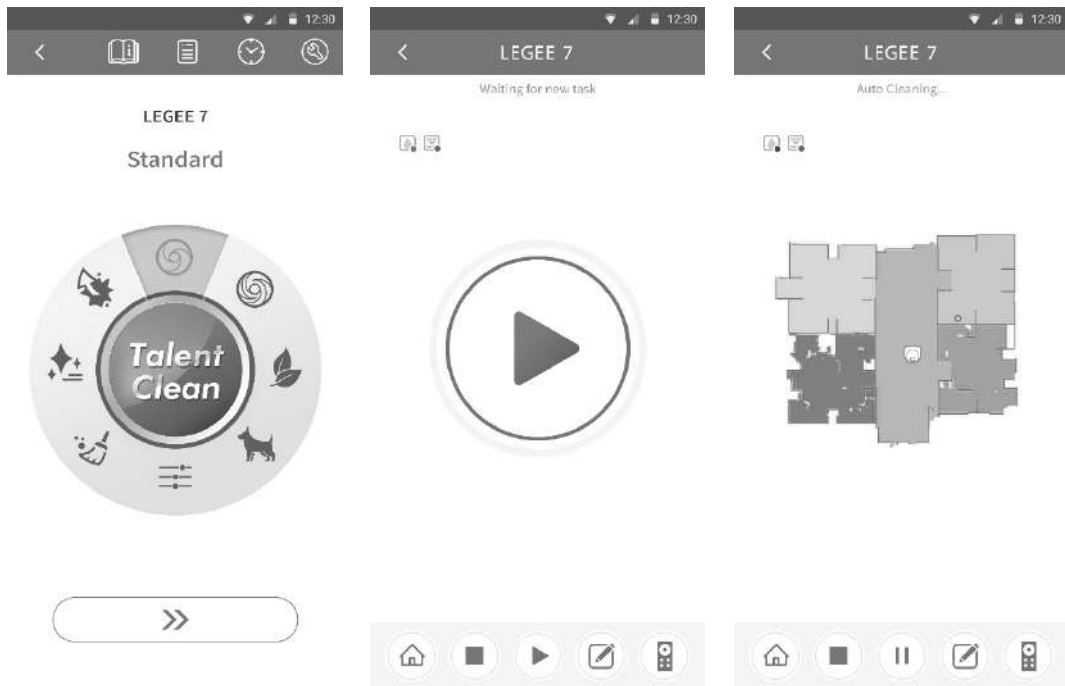 12:30
LEGEE 7
Standard
Talent
Clean
12:30
LEGEE 7
Waiting for new task
12:30
LEGEE 7
Auto Cleaning...